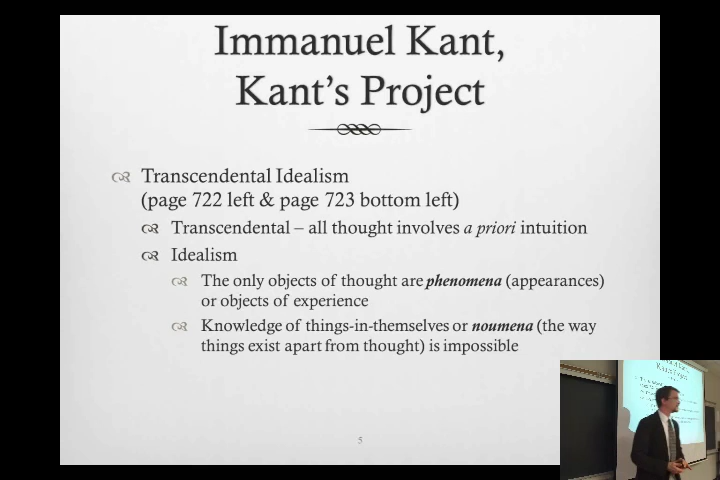 Immanuel Kant,
Kant's Project
Transcendental Idealism
(page 722 left & page 723 bottom left)
Transcendental – all thought involves a priori intuition
Idealism
The only objects of thought are phenomena (appearances)
or objects of experience
Knowledge of things-in-themselves or noumena (the way
things exist apart from thought) is impossible
5